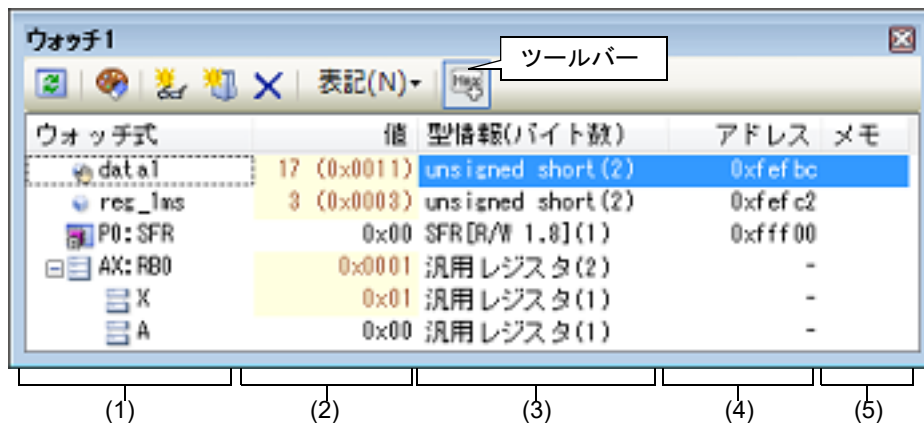 ウォッチ1
ツールバー
表記(N)
Hex
ウォッチ式 値 型情報(バイト数) アドレス メモ
data1 17 (0x0011) unsigned short(2) 0xfefbc
reg_1ms 3 (0x0003) unsigned short(2) 0xfefc2
P0:SFR 0x00 SFR[R/W 1.8](1) 0xfff00
AX:RB0 0x0001 汎用レジスタ(2) -
X 0x01 汎用レジスタ(1) -
A 0x00 汎用レジスタ(1) -
(1) (2) (3) (4) (5)